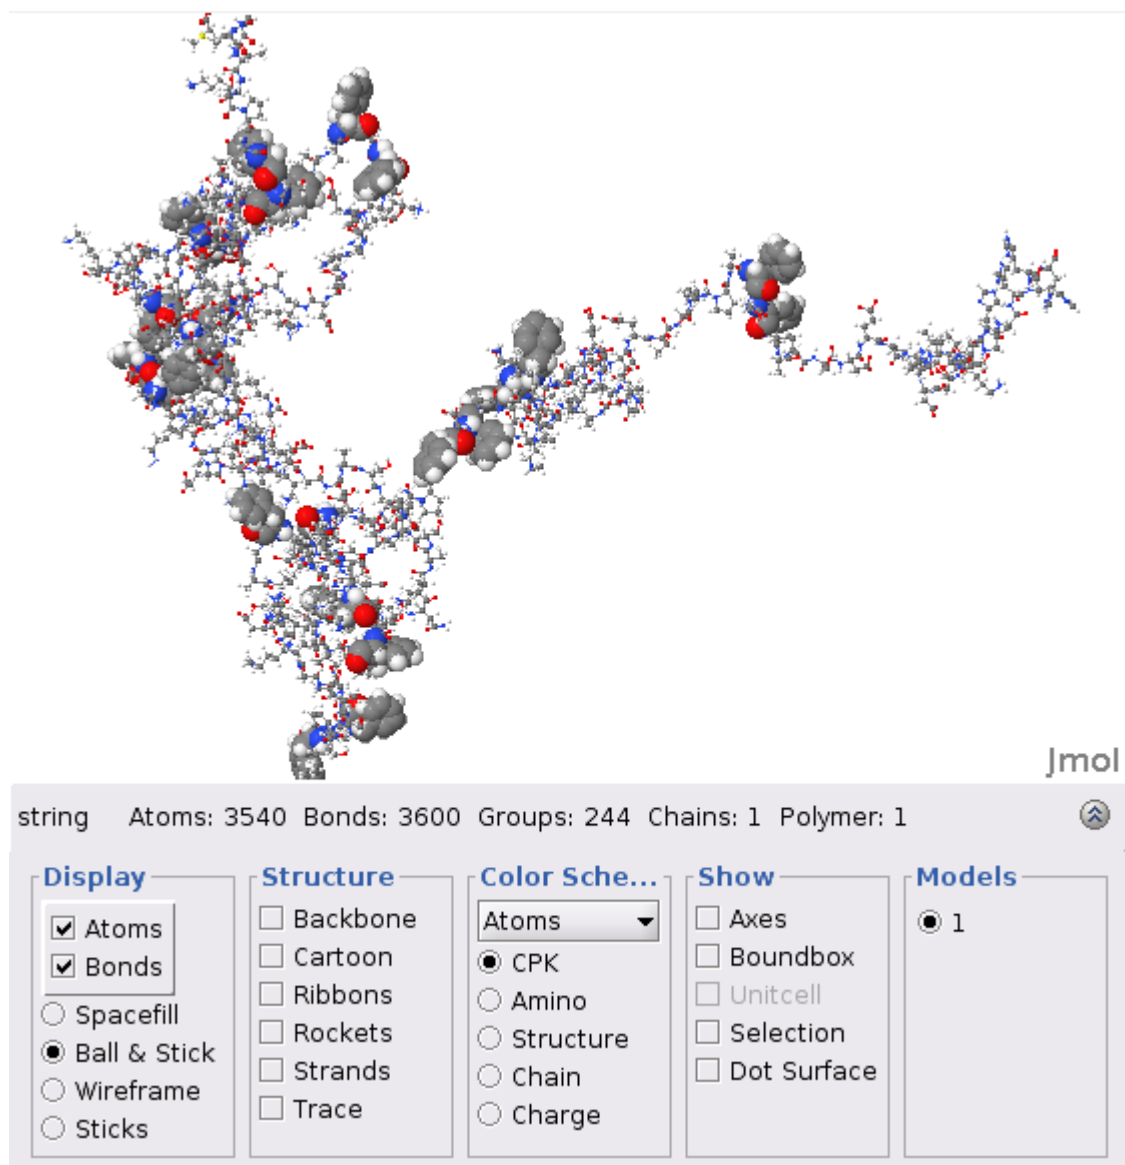 Jmol
string Atoms: 3540 Bonds: 3600 Groups: 244 Chains: 1 Polymer: 1
Display
Atoms
Bonds
Spacefill
Ball & Stick
Wireframe
Sticks
Structure
Backbone
Cartoon
Ribbons
Rockets
Strands
Trace
Color Sche...
Atoms
CPK
Amino
Structure
Chain
Charge
Show
Axes
Boundbox
Unitcell
Selection
Dot Surface
Models
1